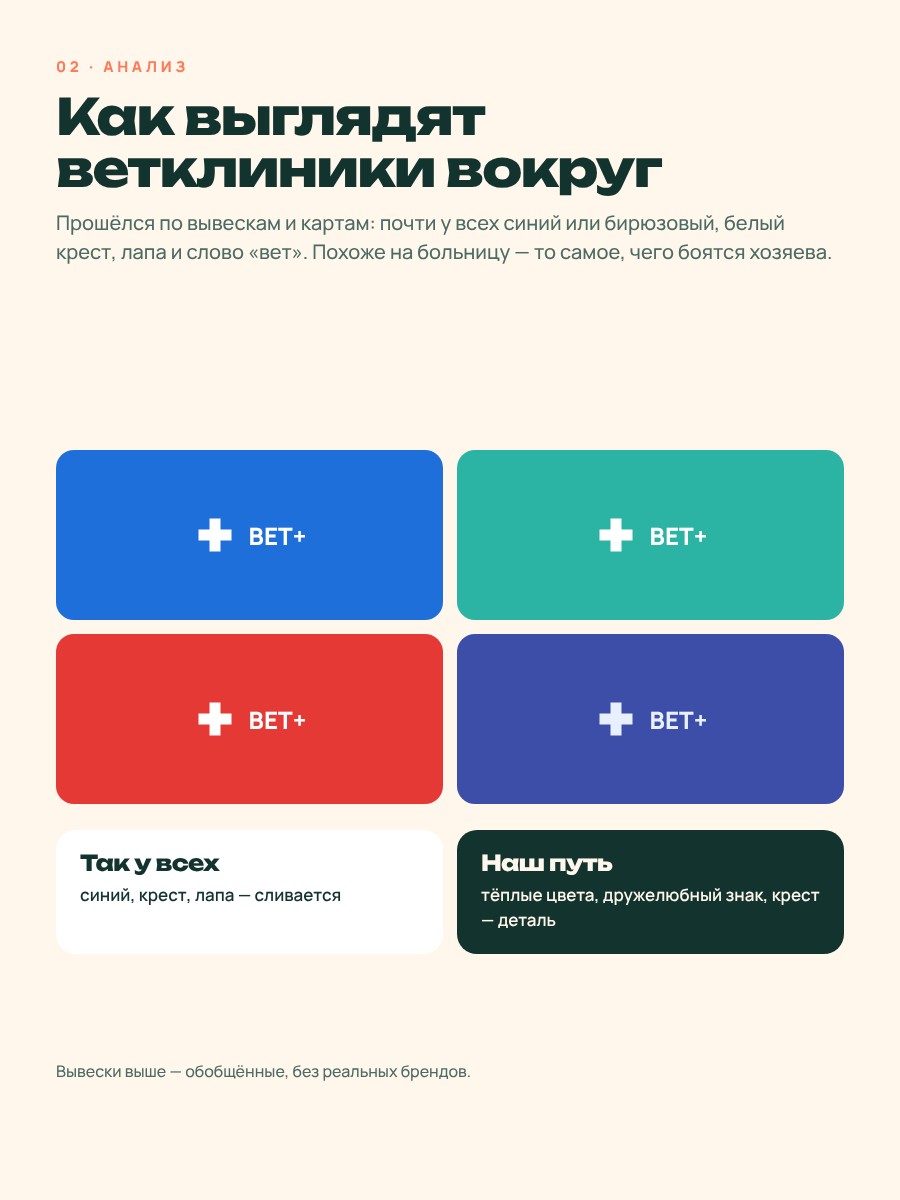 02 · АНАЛИЗ
Как выглядят
ветклиники вокруг
Прошёлся по вывескам и картам: почти у всех синий или бирюзовый, белый
крест, лапа и слово «вет». Похоже на больницу — то самое, чего боятся хозяева.
ВЕТ+
ВЕТ+
ВЕТ+
ВЕТ+
Так у всех
синий, крест, лапа — сливается
Наш путь
тёплые цвета, дружелюбный знак, крест
— деталь
Вывески выше — обобщённые, без реальных брендов.